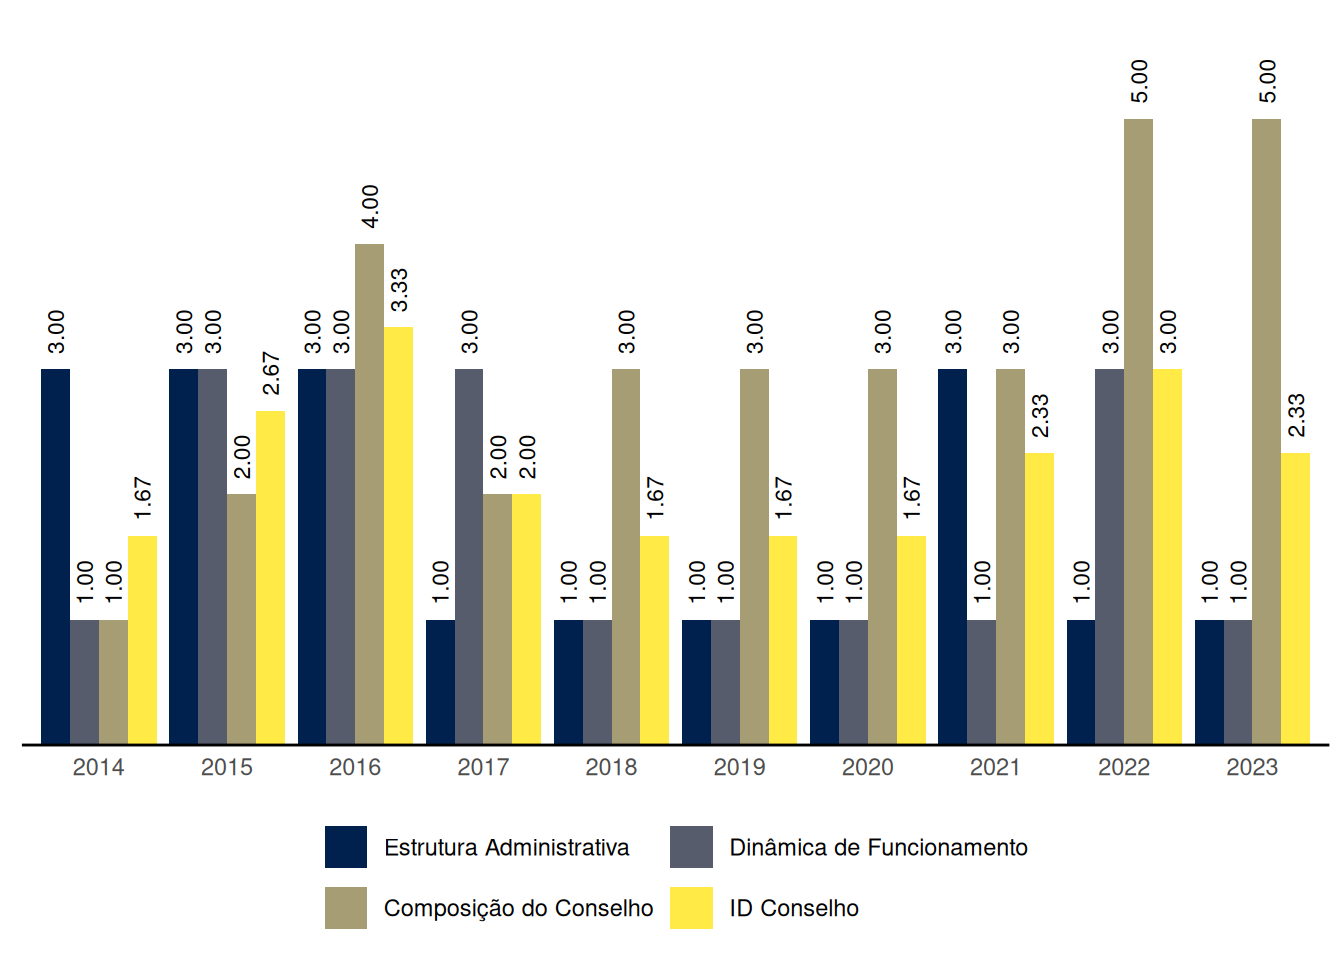 5.00 5.00
4.00
3.33
3.00 3.00 3.00 3.00 3.00 3.00 3.00 3.00 3.00 3.00 3.00 3.00 3.00
2.67
2.33 2.33
2.00 2.00 2.00
1.67 1.67 1.67 1.67
1.00 1.00 1.00 1.00 1.00 1.00 1.00 1.00 1.00 1.00 1.00 1.00 1.00
2014 2015 2016 2017 2018 2019 2020 2021 2022 2023
Estrutura Administrativa Dinâmica de Funcionamento
Composição do Conselho ID Conselho